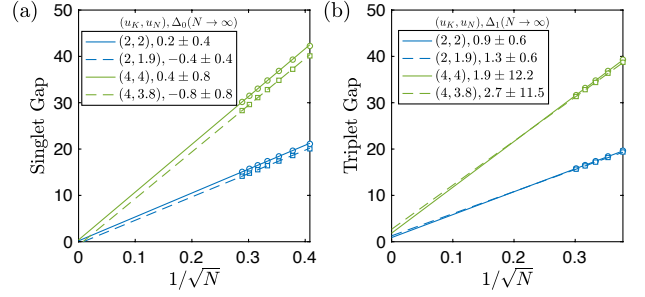 (a)
(u_K, u_N), Δ_0(N → ∞)
(2, 2), 0.2 ± 0.4
(2, 1.9), −0.4 ± 0.4
(4, 4), 0.4 ± 0.8
(4, 3.8), −0.8 ± 0.8
Singlet Gap
50
40
30
20
10
0
0
0.1
0.2
0.3
0.4
1/√N
(b)
(u_K, u_N), Δ_1(N → ∞)
(2, 2), 0.9 ± 0.6
(2, 1.9), 1.3 ± 0.6
(4, 4), 1.9 ± 12.2
(4, 3.8), 2.7 ± 11.5
Triplet Gap
50
40
30
20
10
0
0
0.1
0.2
0.3
1/√N